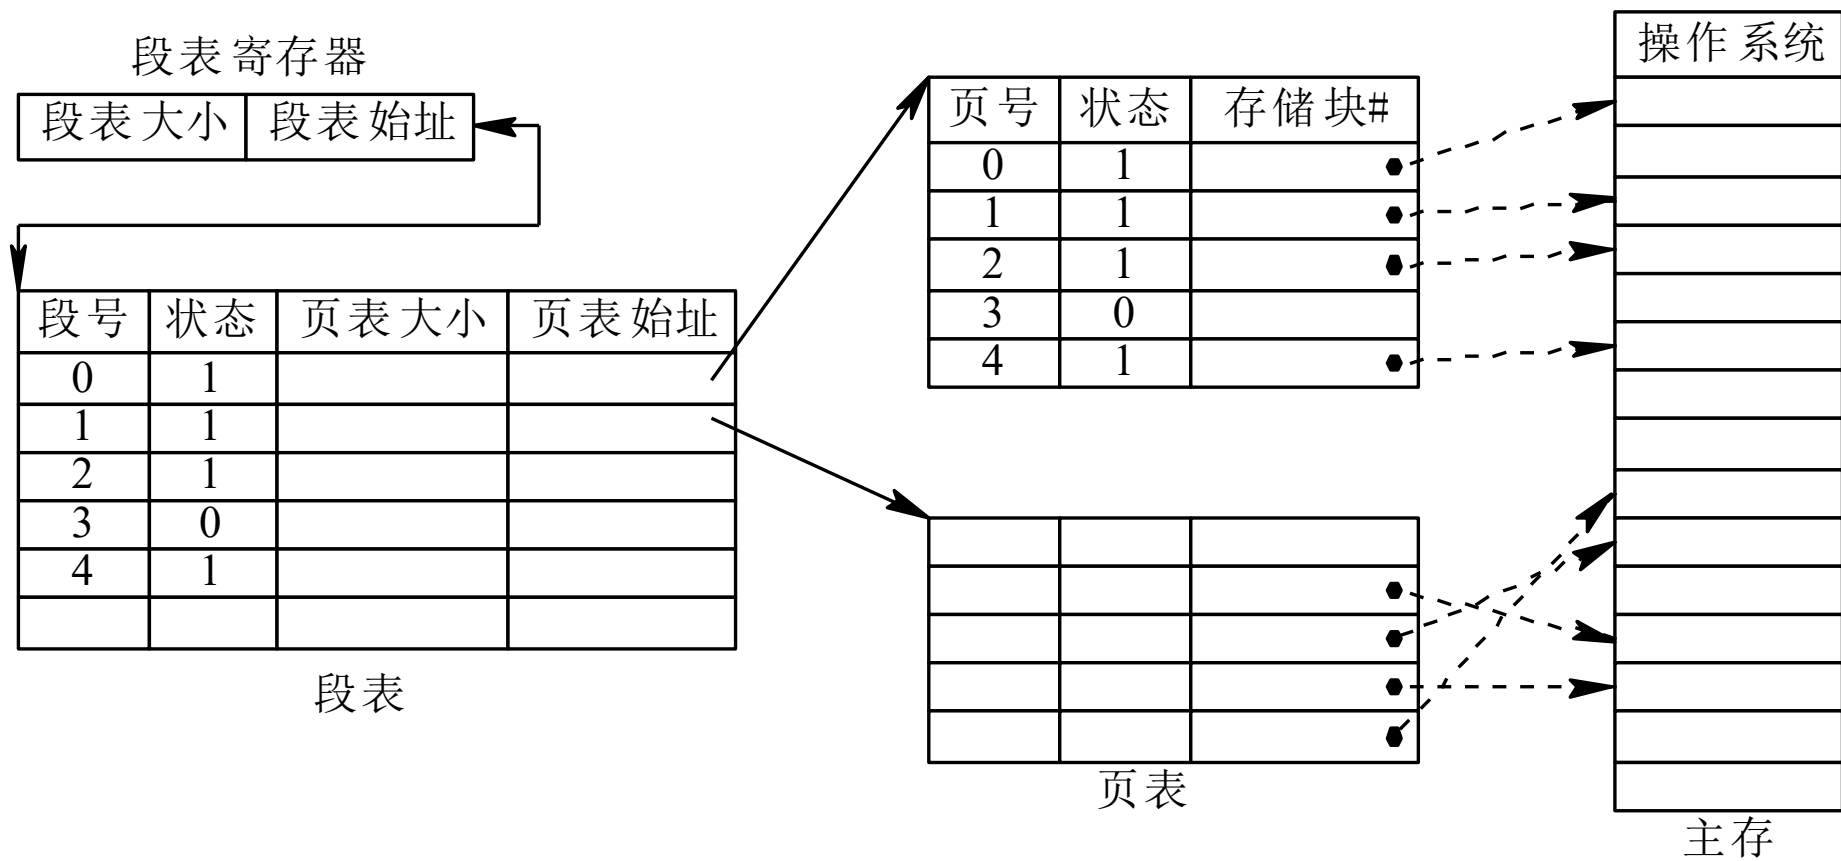 段表寄存器
段表大小 段表始址
段号 状态 页表大小 页表始址
0 1
1 1
2 1
3 0
4 1
段表
页号 状态 存储块#
0 1
1 1
2 1
3 0
4 1
页表
操作系统
主存